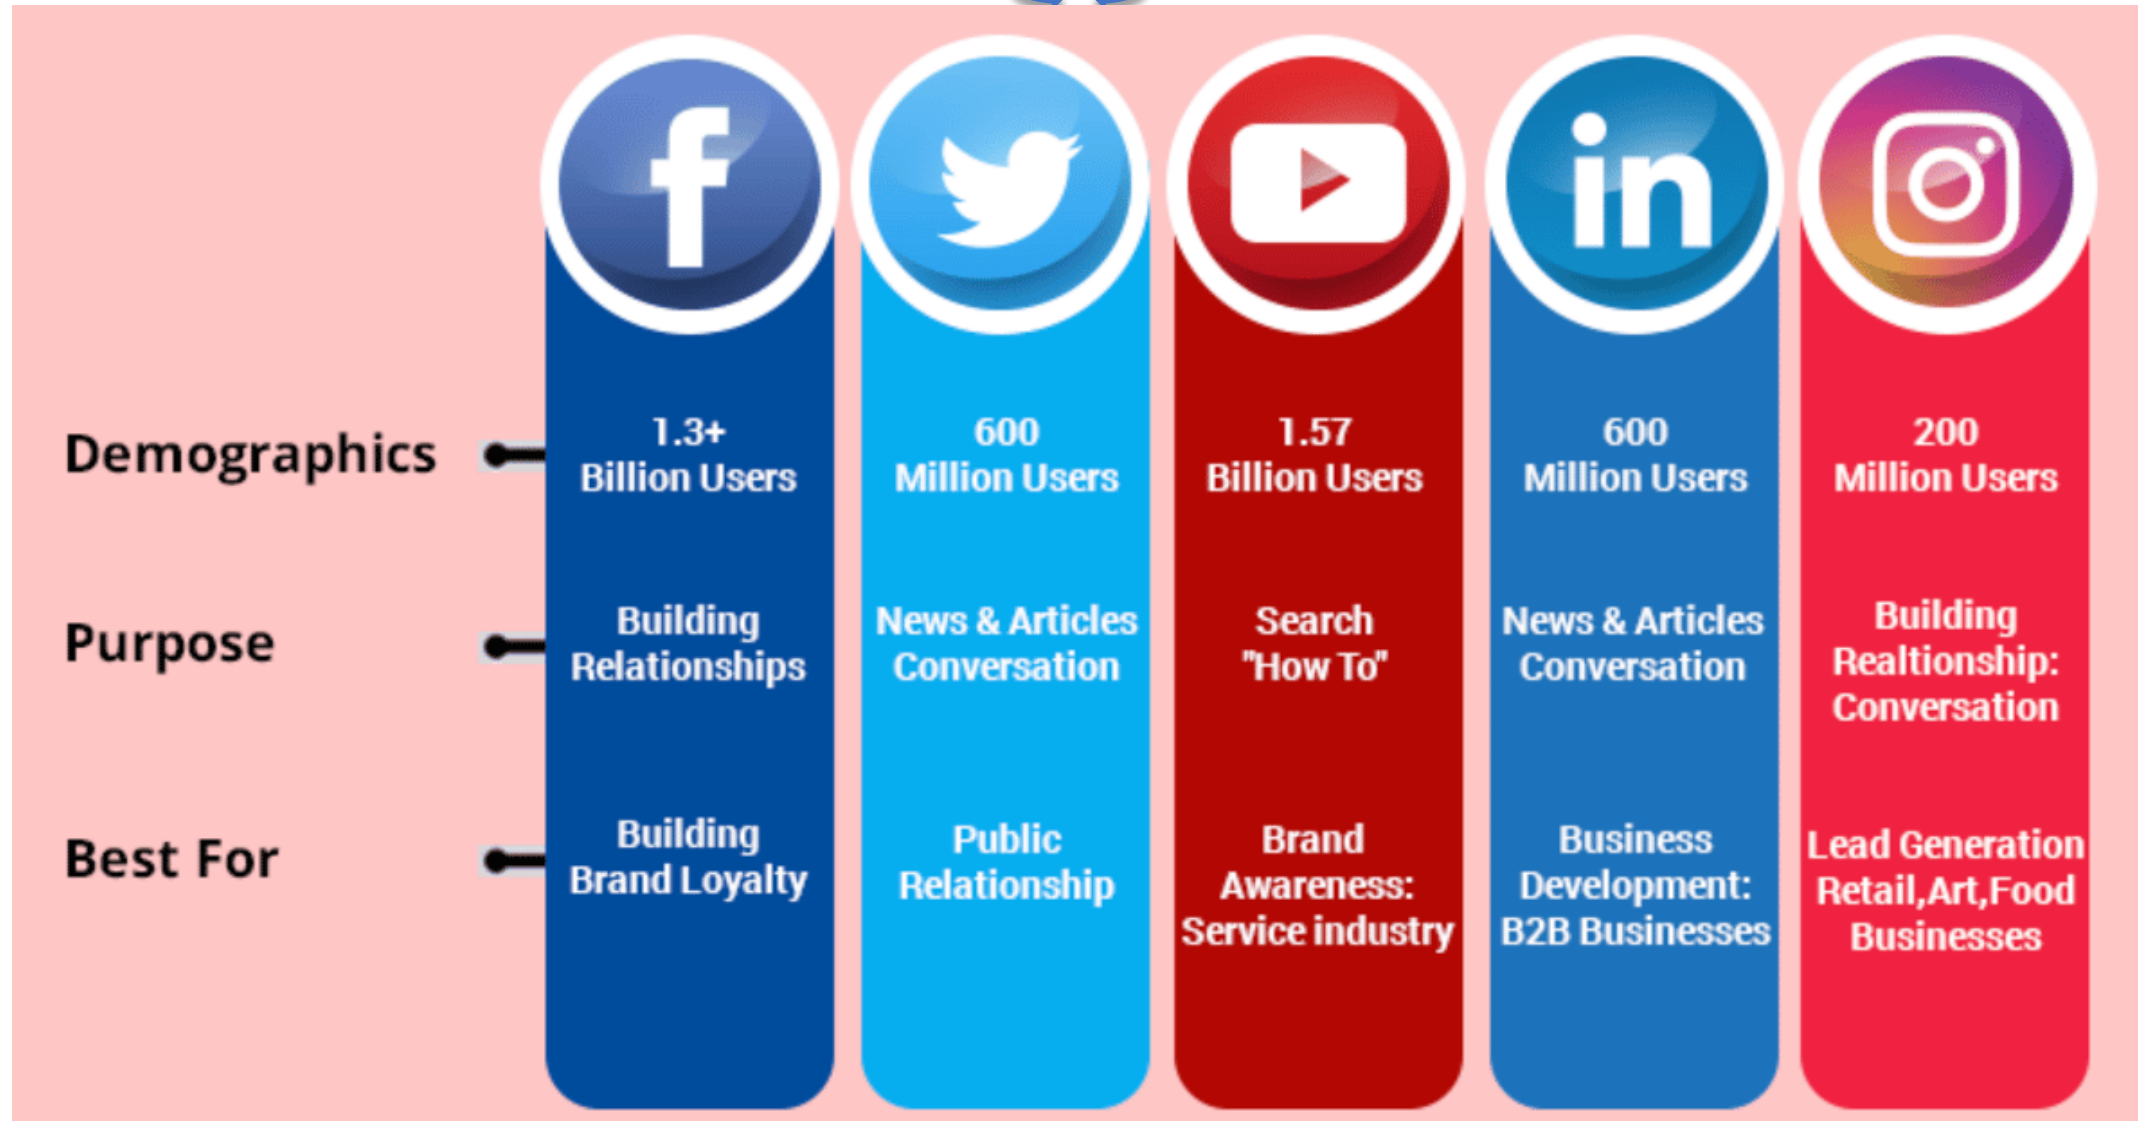 f
in
Demographics
1.3+
Billion Users
600
Million Users
1.57
Billion Users
600
Million Users
200
Million Users
Purpose
Building
Relationships
News & Articles
Conversation
Search
"How To"
News & Articles
Conversation
Building
Realtionship:
Conversation
Best For
Building
Brand Loyalty
Public
Relationship
Brand
Awareness:
Service industry
Business
Development:
B2B Businesses
Lead Generation
Retail,Art,Food
Businesses